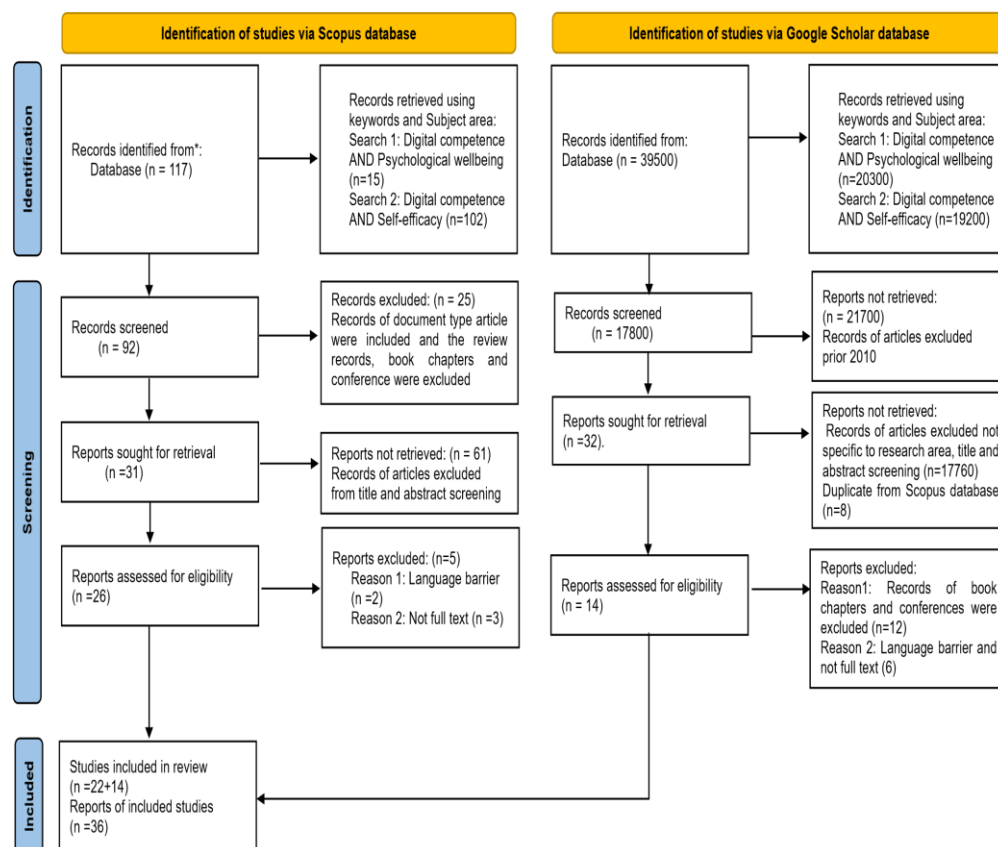 Identification of studies via Scopus database
Identification of studies via Google Scholar database
Identification
Records identified from*:
Database (n = 117)
Records retrieved using
keywords and Subject area:
Search 1: Digital competence
AND Psychological wellbeing
(n=15)
Search 2: Digital competence
AND Self-efficacy (n=102)
Records identified from:
Database (n = 39500)
Records retrieved using
keywords and Subject area:
Search 1: Digital competence
AND Psychological wellbeing
(n=20300)
Search 2: Digital competence
AND Self-efficacy (n=19200)
Screening
Records screened
(n = 92)
Records excluded: (n = 25)
Records of document type article
were included and the review
records, book chapters and
conference were excluded
Records screened
(n = 17800)
Reports not retrieved:
(n = 21700)
Records of articles excluded
prior 2010
Reports sought for retrieval
(n =31)
Reports not retrieved: (n = 61)
Records of articles excluded
from title and abstract screening
Reports sought for retrieval
(n =32).
Reports not retrieved:
Records of articles excluded not
specific to research area, title and
abstract screening (n=17760)
Duplicate from Scopus database
(n=8)
Reports assessed for eligibility
(n =26)
Reports excluded: (n=5)
Reason 1: Language barrier
(n =2)
Reason 2: Not full text (n =3)
Reports assessed for eligibility
(n = 14)
Reports excluded:
Reason1: Records of book
chapters and conferences were
excluded (n=12)
Reason 2: Language barrier and
not full text (6)
Included
Studies included in review
(n =22+14)
Reports of included studies
(n =36)